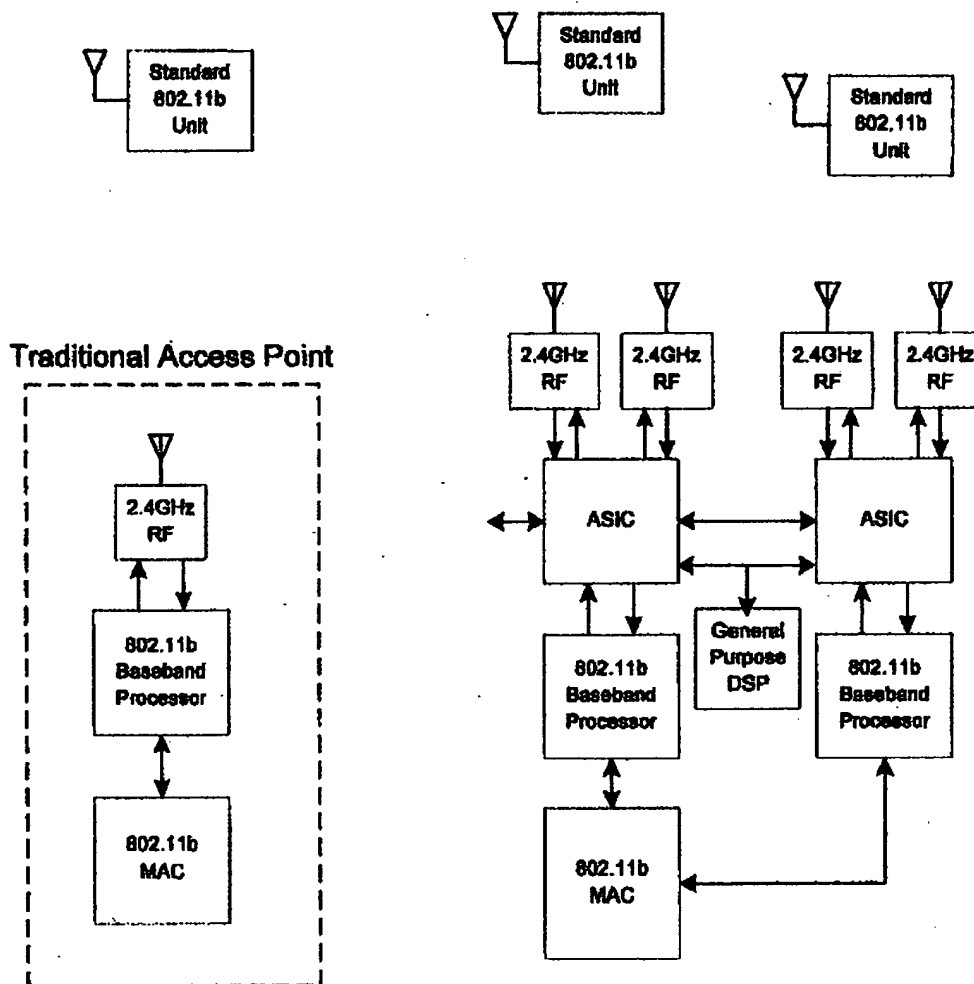 Standard
802.11b
Unit
Standard
802.11b
Unit
Standard
802.11b
Unit
Traditional Access Point
2.4GHz
RF
802.11b
Baseband
Processor
802.11b
MAC
2.4GHz
RF
2.4GHz
RF
2.4GHz
RF
2.4GHz
RF
ASIC
ASIC
802.11b
Baseband
Processor
General
Purpose
DSP
802.11b
Baseband
Processor
802.11b
MAC